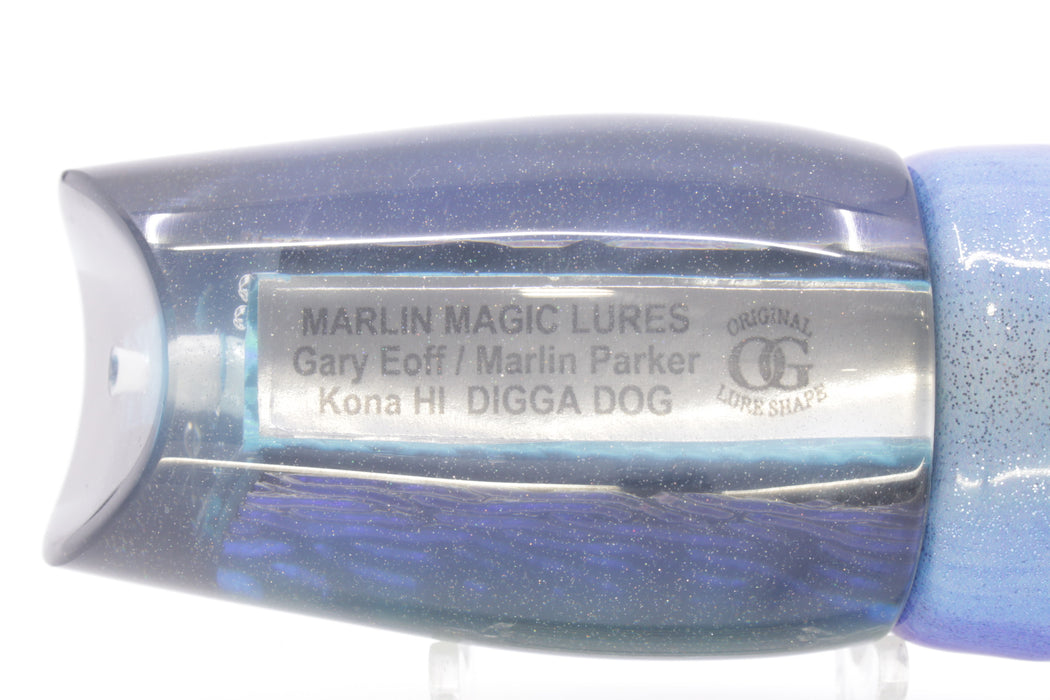 MARLIN MAGIC LURES
Gary Eoff / Marlin Parker
Kona HI DIGGA DOG
ORIGINAL
OG
LURE SHAPE